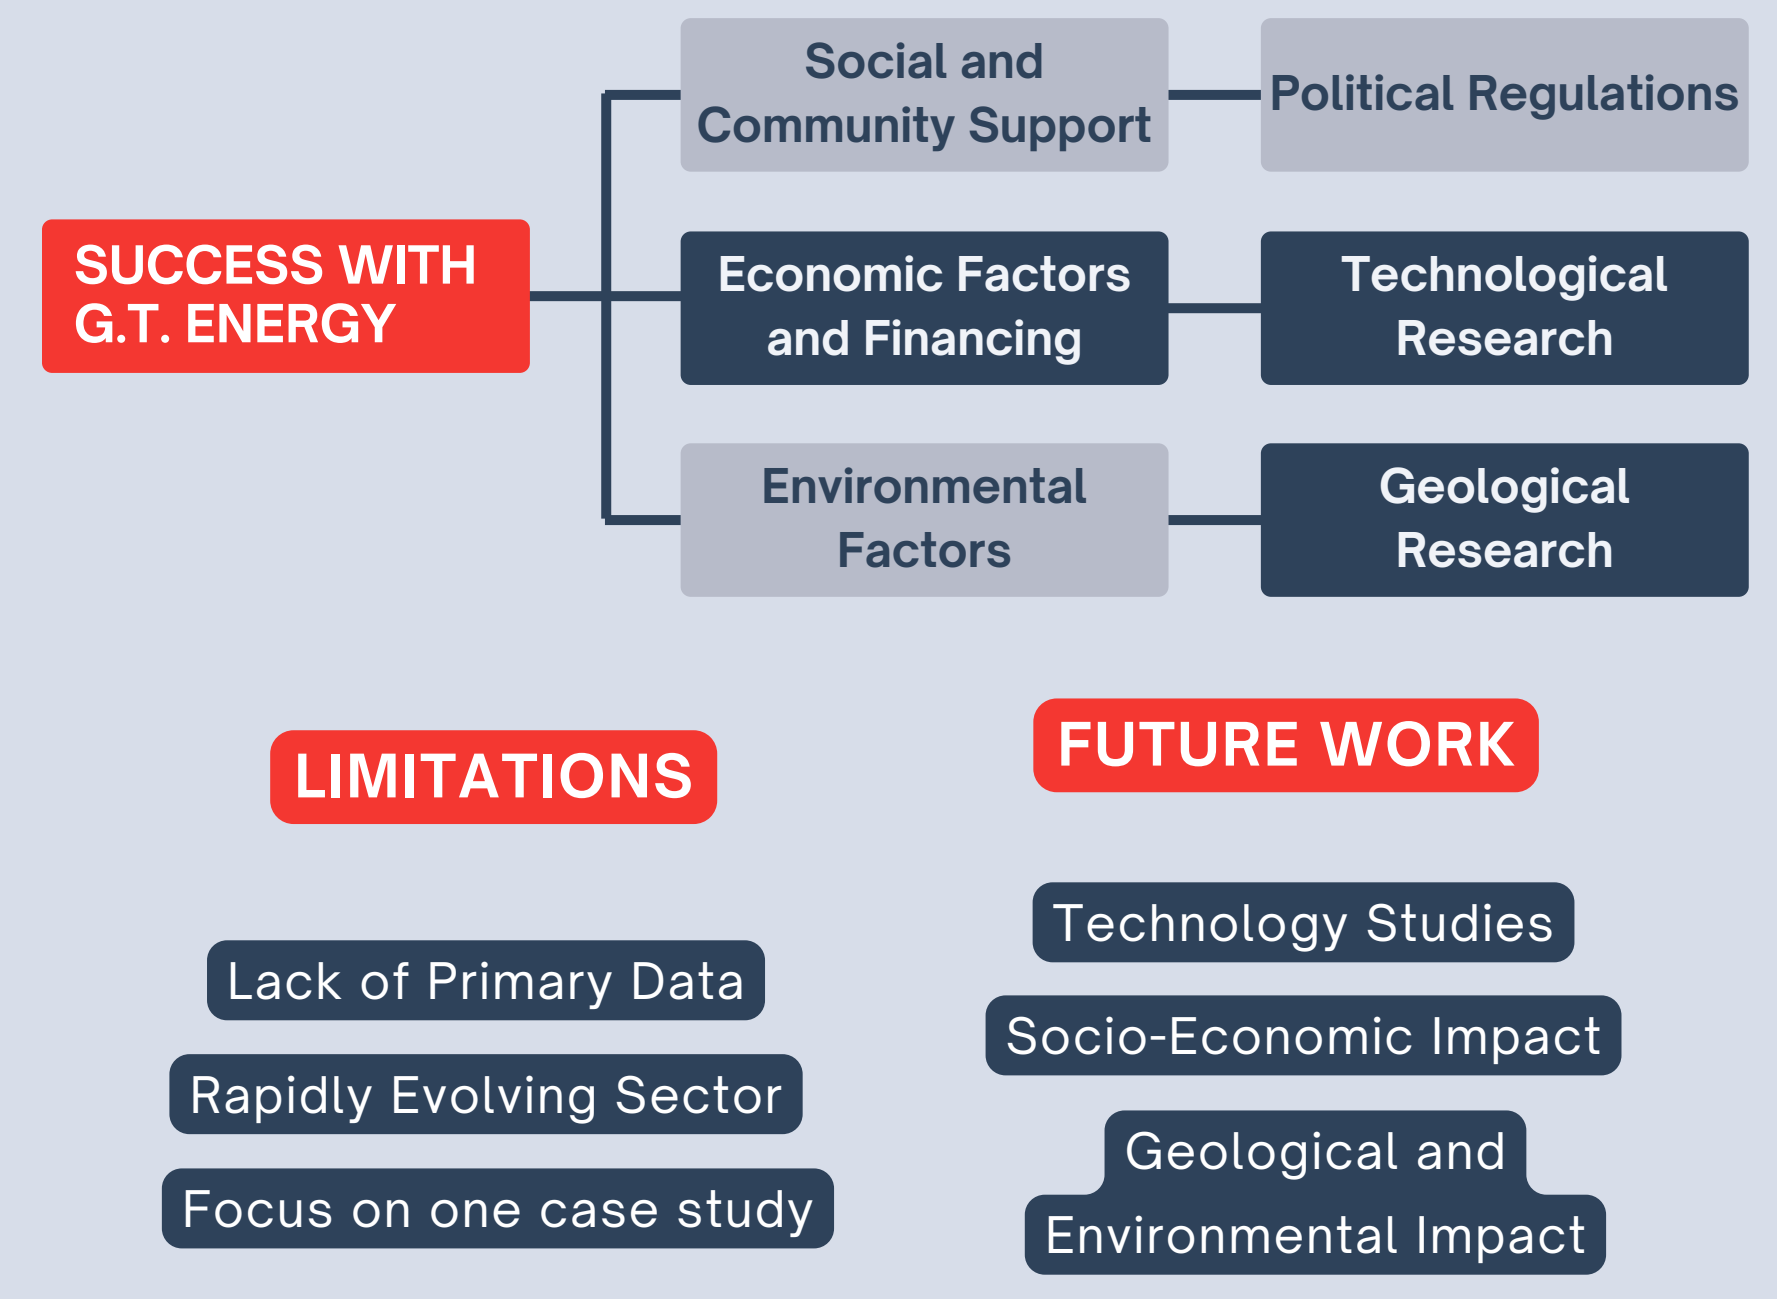 Social and
Community Support
Political Regulations
SUCCESS WITH
G.T. ENERGY
Economic Factors
and Financing
Technological
Research
Environmental
Factors
Geological
Research
LIMITATIONS
Lack of Primary Data
Rapidly Evolving Sector
Focus on one case study
FUTURE WORK
Technology Studies
Socio-Economic Impact
Geological and
Environmental Impact